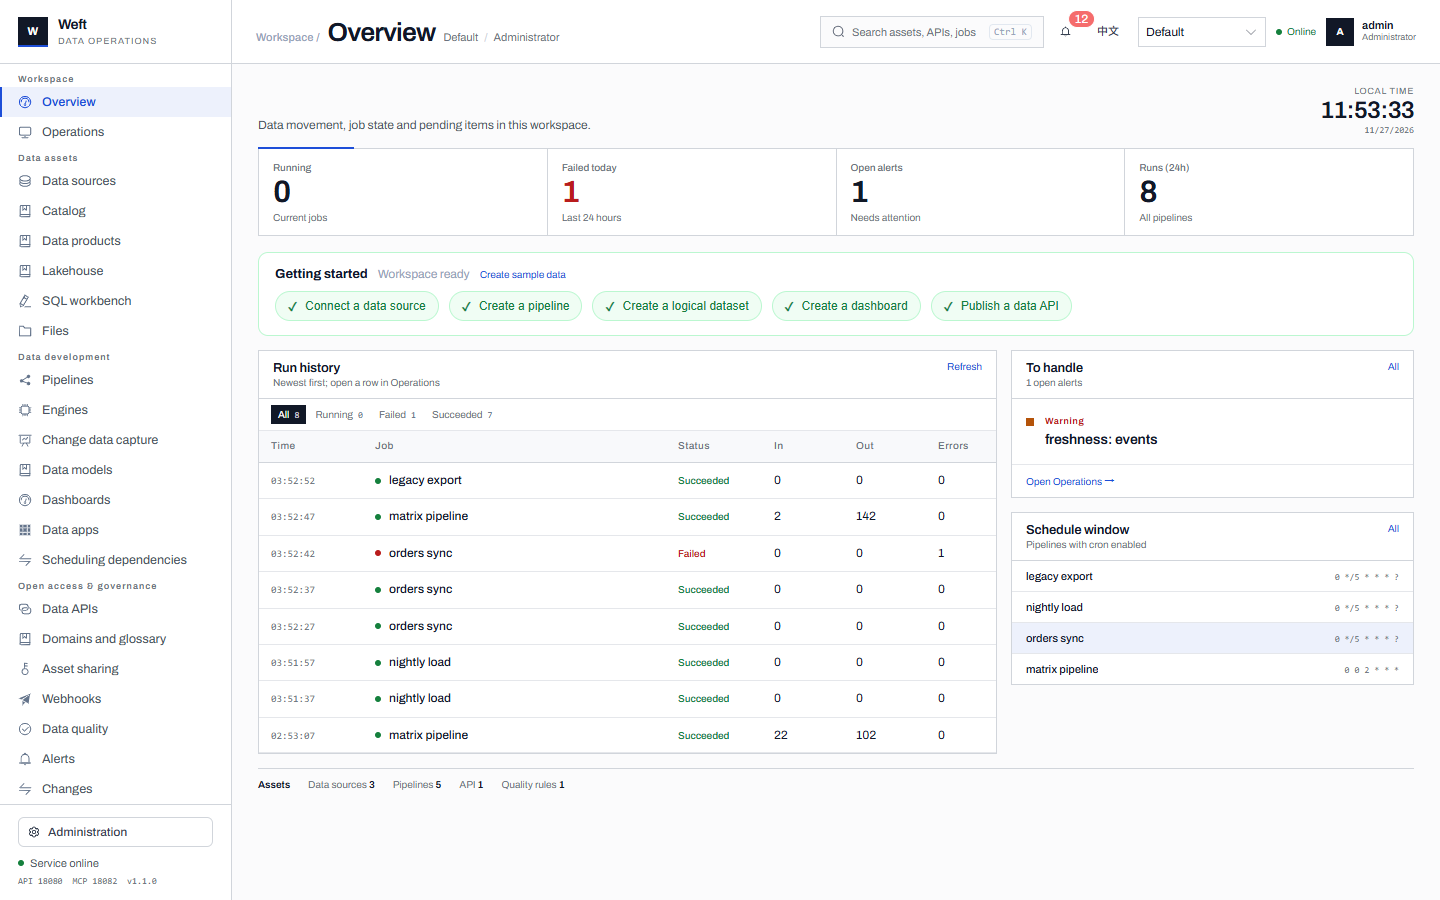 W
Weft
DATA OPERATIONS
Workspace /
Overview
Default / Administrator
Search assets, APIs, jobs
Ctrl K
12
中文
Default
Online
A
admin
Administrator
Workspace
Overview
Operations
Data assets
Data sources
Catalog
Data products
Lakehouse
SQL workbench
Files
Data development
Pipelines
Engines
Change data capture
Data models
Dashboards
Data apps
Scheduling dependencies
Open access & governance
Data APIs
Domains and glossary
Asset sharing
Webhooks
Data quality
Alerts
Changes
Administration
Service online
API 18080 MCP 18082 v1.1.0
Data movement, job state and pending items in this workspace.
LOCAL TIME
11:53:33
11/27/2026
Running
0
Current jobs
Failed today
1
Last 24 hours
Open alerts
1
Needs attention
Runs (24h)
8
All pipelines
Getting started Workspace ready Create sample data
✓ Connect a data source
✓ Create a pipeline
✓ Create a logical dataset
✓ Create a dashboard
✓ Publish a data API
Run history
Newest first; open a row in Operations
Refresh
All 8 Running 0 Failed 1 Succeeded 7
Time Job Status In Out Errors
03:52:52 legacy export Succeeded 0 0 0
03:52:47 matrix pipeline Succeeded 2 142 0
03:52:42 orders sync Failed 0 0 1
03:52:37 orders sync Succeeded 0 0 0
03:52:27 orders sync Succeeded 0 0 0
03:51:57 nightly load Succeeded 0 0 0
03:51:37 nightly load Succeeded 0 0 0
02:53:07 matrix pipeline Succeeded 22 102 0
To handle
1 open alerts
All
Warning
freshness: events
Open Operations →
Schedule window
Pipelines with cron enabled
All
legacy export 0 */5 * * * ?
nightly load 0 */5 * * * ?
orders sync 0 */5 * * * ?
matrix pipeline 0 0 2 * * *
Assets Data sources 3 Pipelines 5 API 1 Quality rules 1